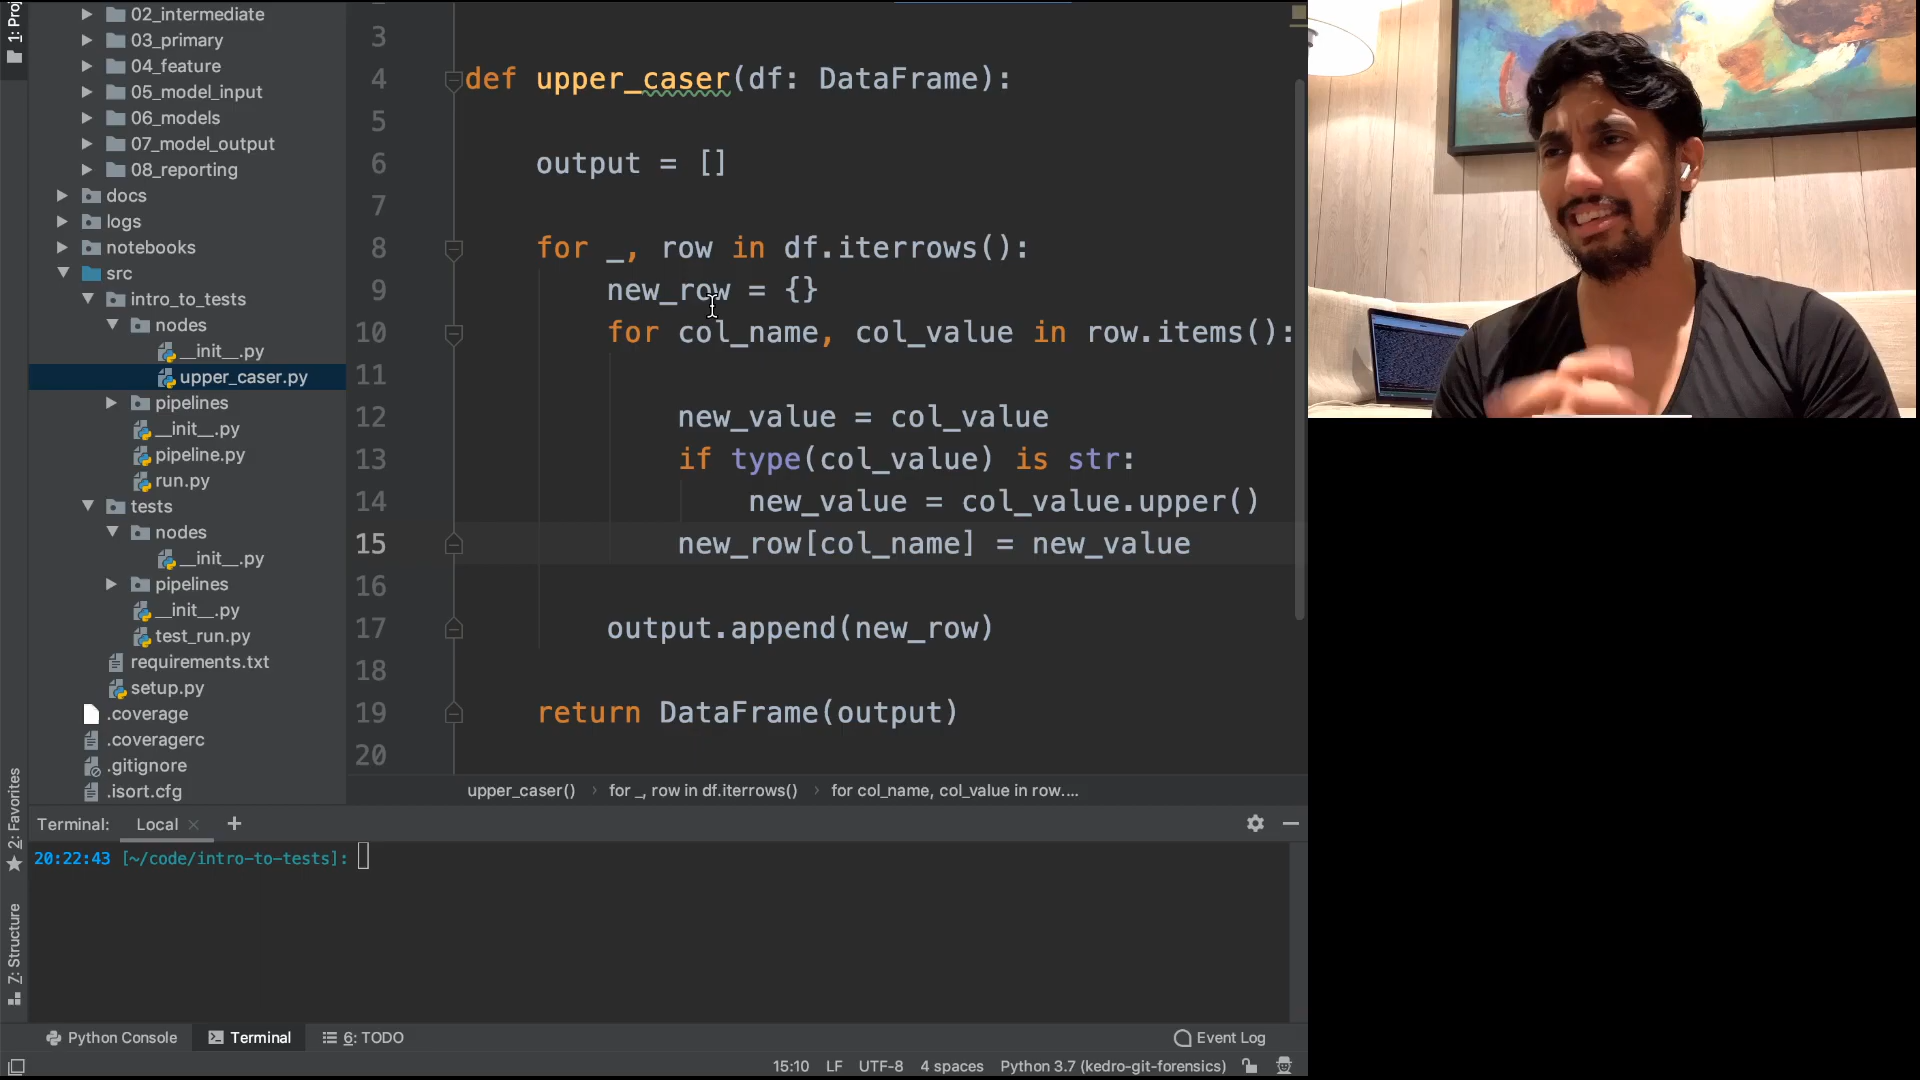 1: Proj
02_intermediate
03_primary
04_feature
05_model_input
06_models
07_model_output
08_reporting
docs
logs
notebooks
src
intro_to_tests
nodes
__init__.py
upper_caser.py
pipelines
__init__.py
pipeline.py
run.py
tests
nodes
__init__.py
pipelines
__init__.py
test_run.py
requirements.txt
setup.py
.coverage
.coveragerc
.gitignore
.isort.cfg
2: Favorites
Z: Structure
3
4 def upper_caser(df: DataFrame):
5
6 output = []
7
8 for _, row in df.iterrows():
9 new_row = {}
10 for col_name, col_value in row.items():
11
12 new_value = col_value
13 if type(col_value) is str:
14 new_value = col_value.upper()
15 new_row[col_name] = new_value
16
17 output.append(new_row)
18
19 return DataFrame(output)
20
upper_caser() › for _, row in df.iterrows() › for col_name, col_value in row....
Terminal: Local × +
20:22:43 [~/code/intro-to-tests]:
Python Console Terminal 6: TODO Event Log
15:10 LF UTF-8 4 spaces Python 3.7 (kedro-git-forensics)